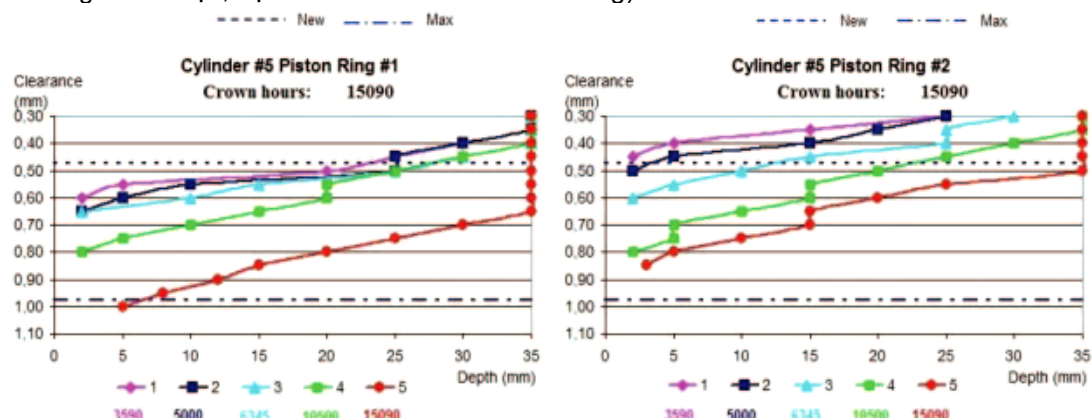 New Max New Max
Cylinder #5 Piston Ring #1
Crown hours: 15090
Clearance
(mm)
0,30
0,40
0,50
0,60
0,70
0,80
0,90
1,00
1,10
0 5 10 15 20 25 30 35
Depth (mm)
1 2 3 4 5
3590 5000 6345 10500 15090
Cylinder #5 Piston Ring #2
Crown hours: 15090
Clearance
(mm)
0,30
0,40
0,50
0,60
0,70
0,80
0,90
1,00
1,10
0 5 10 15 20 25 30 35
Depth (mm)
1 2 3 4 5
3590 5000 6345 10500 15090